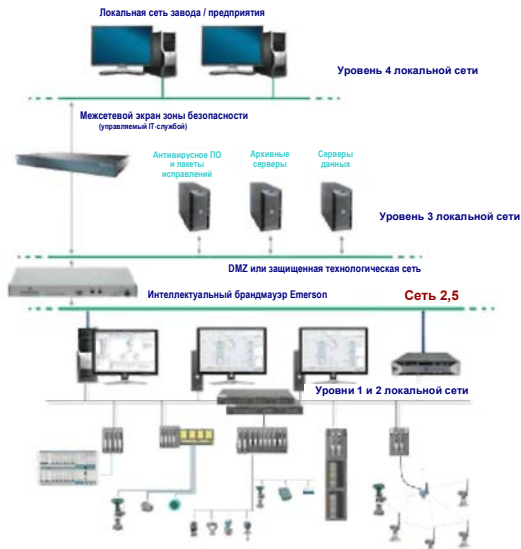 Локальная сеть завода / предприятия
Уровень 4 локальной сети
Межсетевой экран зоны безопасности
(управляемый IT-службой)
Антивирусное ПО
и пакеты
исправлений
Архивные
серверы
Серверы
данных
Уровень 3 локальной сети
DMZ или защищенная технологическая сеть
Интеллектуальный брандмауэр Emerson
Сеть 2,5
Уровни 1 и 2 локальной сети